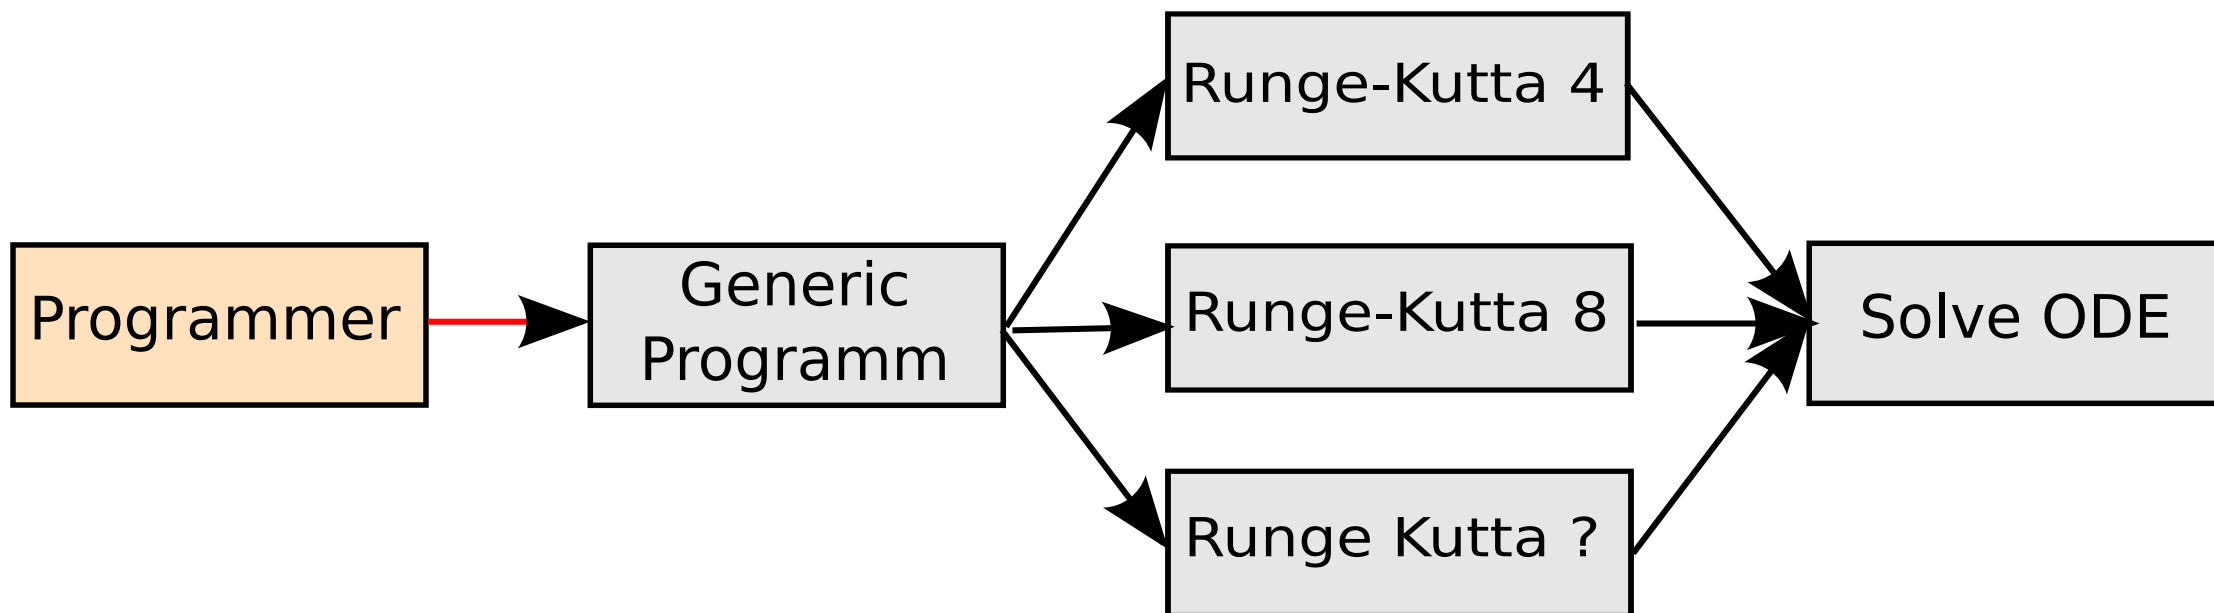 Programmer
Generic
Programm
Runge-Kutta 4
Runge-Kutta 8
Runge Kutta ?
Solve ODE